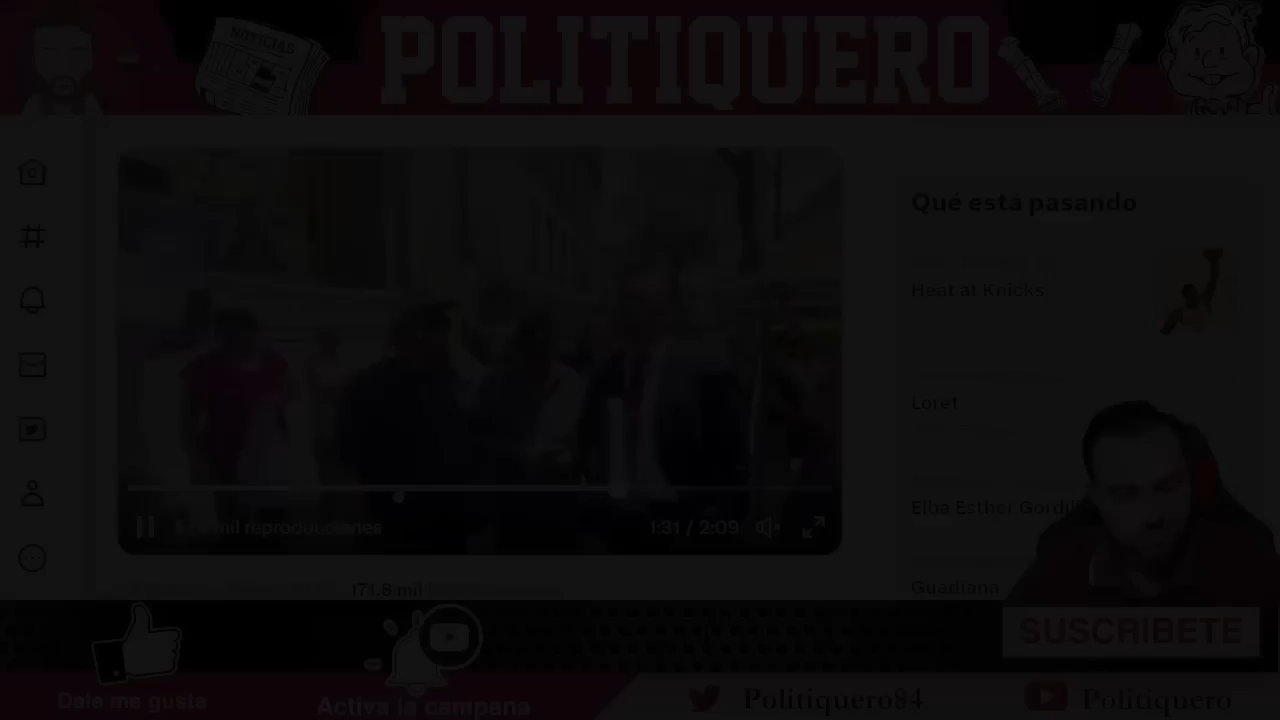 NOTICIAS
POLITIQUERO
Qué esta pasando
Heat at Knicks
Loret
mil reproducciones
1:31 / 2:09
Elba Esther
171.8 mil
Guadiana
SUSCRIBETE
Dale me gusta
Activa la campana
Politiquero84
Politiquero